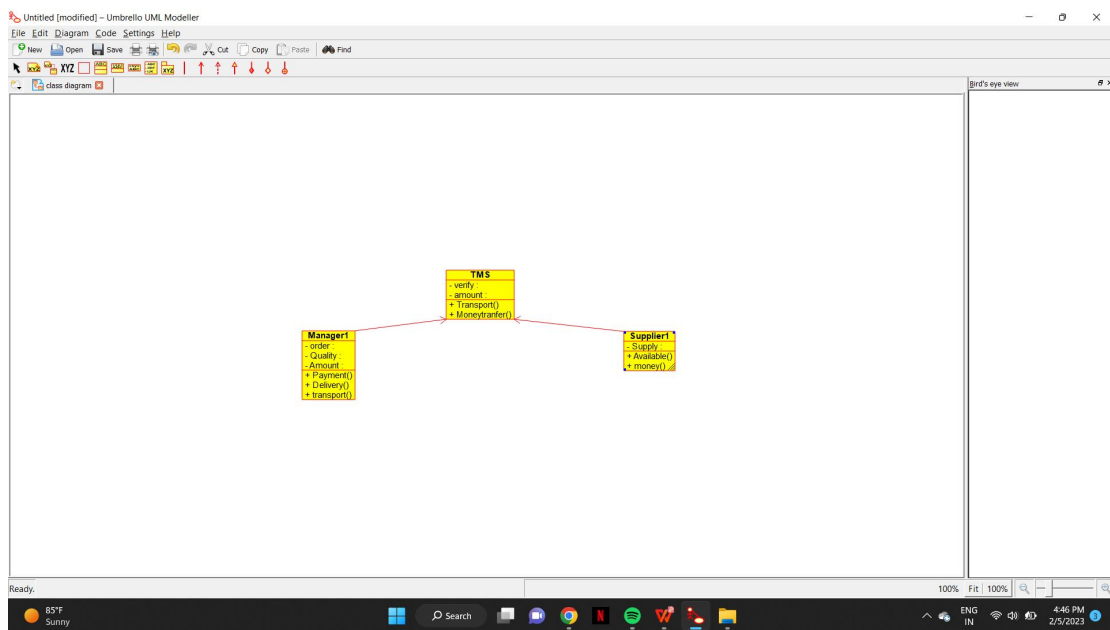 Untitled [modified] – Umbrello UML Modeller
File Edit Diagram Code Settings Help
New Open Save Cut Copy Paste Find
XYZ
class diagram
Bird's eye view
TMS
- verify :
- amount :
+ Transport()
+ Moneytranfer()
Manager1
- order :
- Quality :
- Amount :
+ Payment()
+ Delivery()
+ transport()
Supplier1
- Supply :
+ Available()
+ money()
Ready.
100% Fit 100%
85°F
Sunny
Search
ENG
IN
4:46 PM
2/5/2023
3